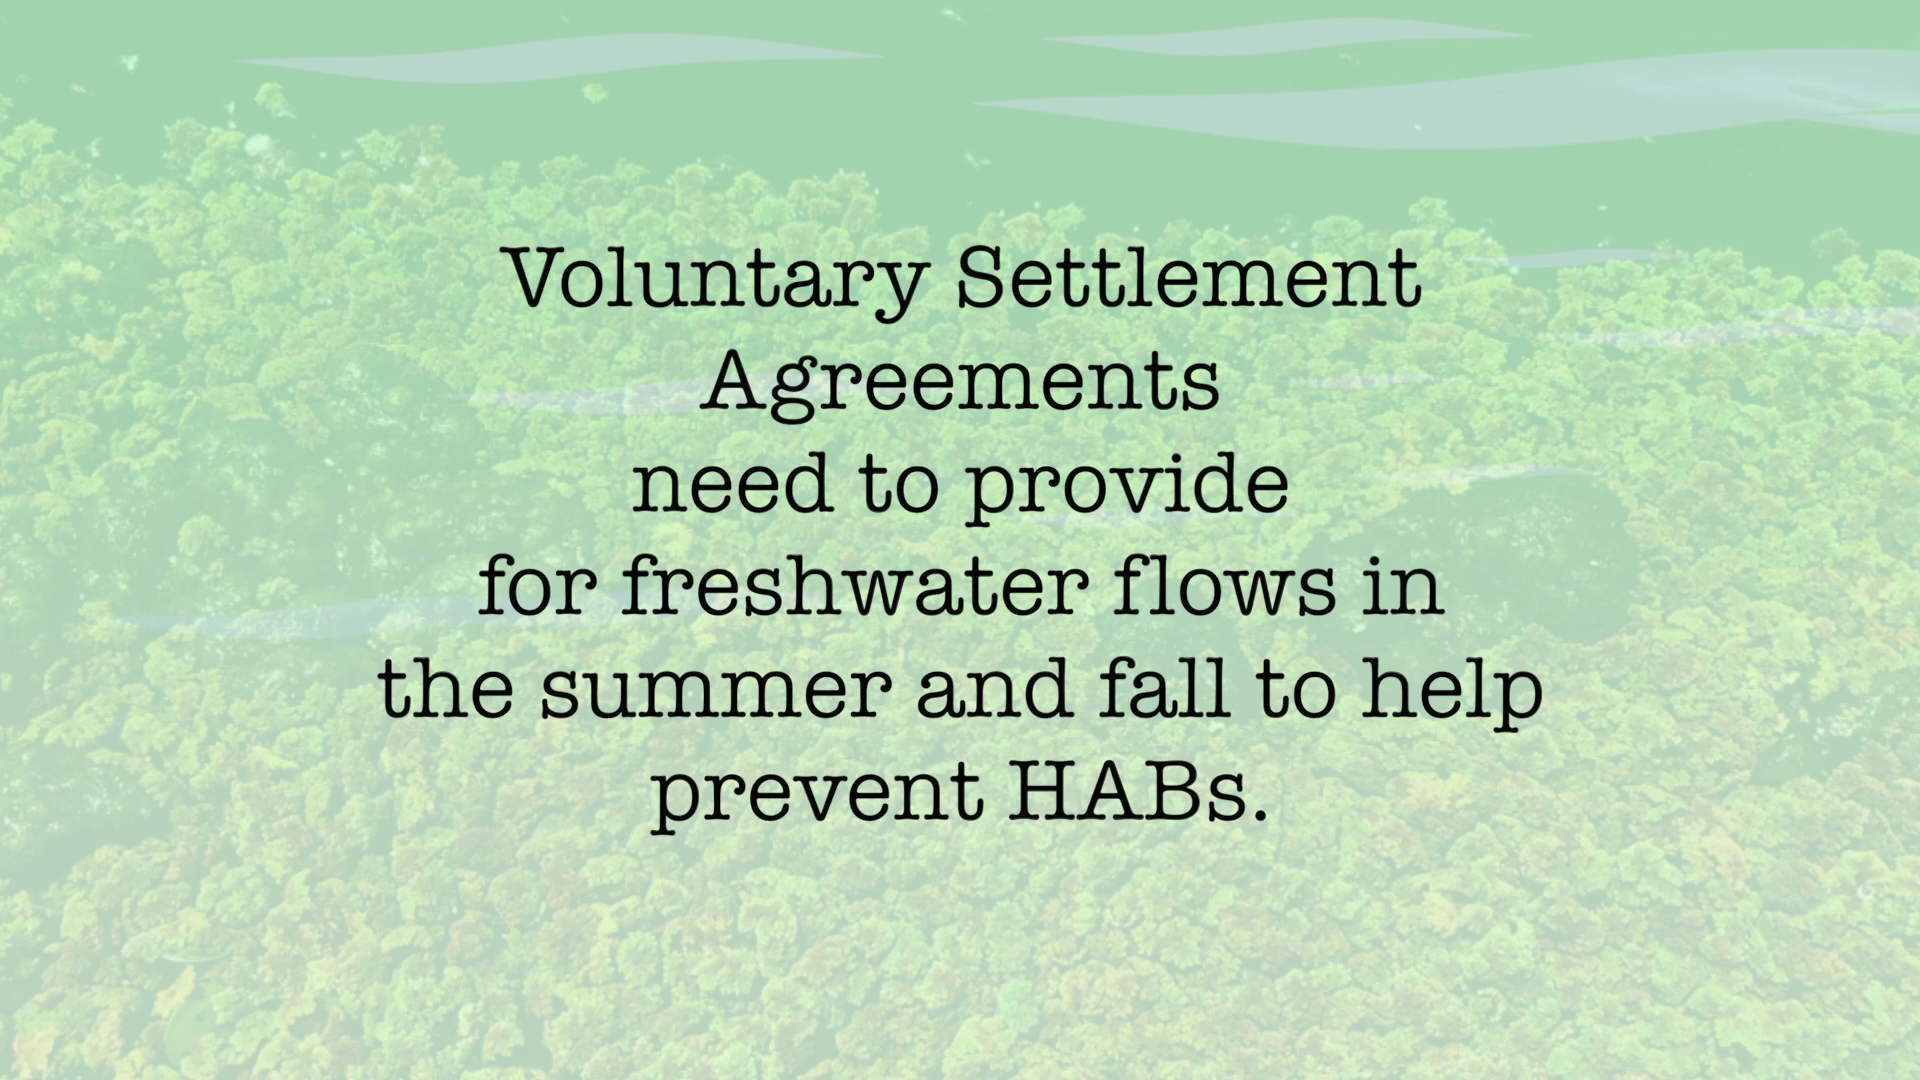 Voluntary Settlement
Agreements
need to provide
for freshwater flows in
the summer and fall to help
prevent HABs.